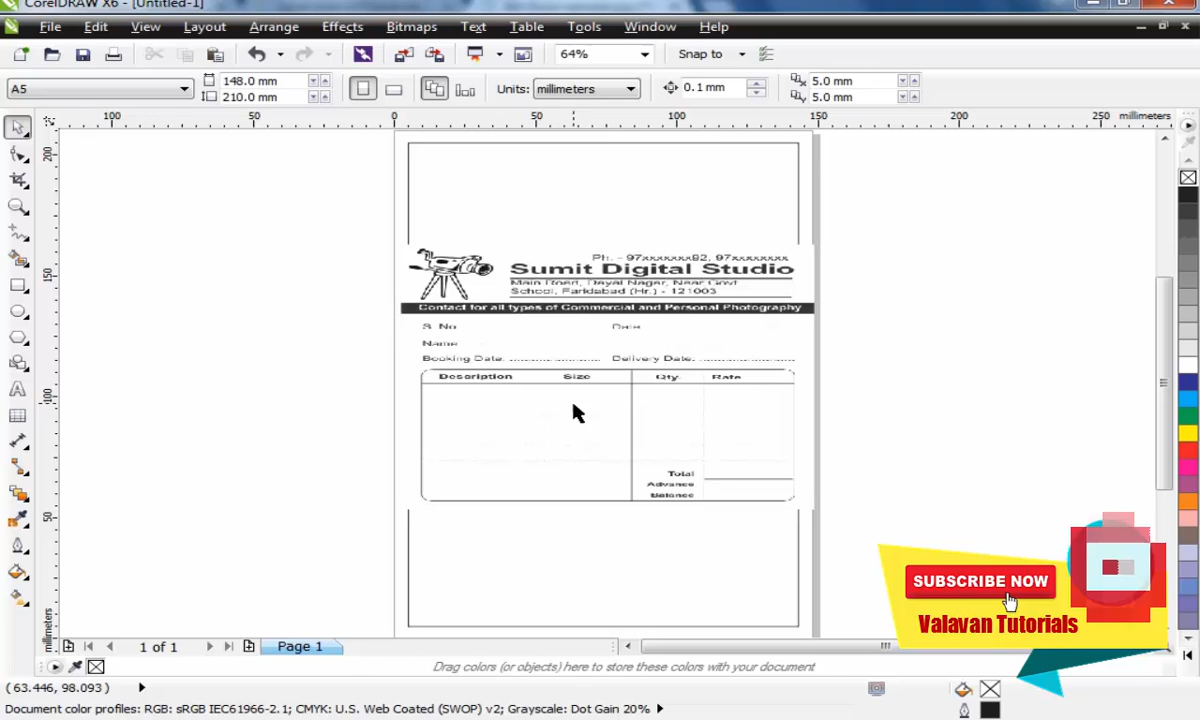 CorelDRAW X6 - [Untitled-1]
File Edit View Layout Arrange Effects Bitmaps Text Table Tools Window Help
64% Snap to
A5 148.0 mm 210.0 mm Units: millimeters 0.1 mm 5.0 mm 5.0 mm
100 50 0 50 100 150 200 250 millimeters
200
150
100
50
millimeters
Ph. - 97xxxxxx92, 97xxxxxxxx
Sumit Digital Studio
Main Road, Dayal Nagar, Near Govt
School, Faridabad (Hr.) - 121003
Contact for all types of Commercial and Personal Photography
S. No Date
Name
Booking Date: Delivery Date:
Description Size Qty. Rate
Total
Advance
Balance
SUBSCRIBE NOW
Valavan Tutorials
1 of 1 Page 1
Drag colors (or objects) here to store these colors with your document
( 63.446, 98.093 )
Document color profiles: RGB: sRGB IEC61966-2.1; CMYK: U.S. Web Coated (SWOP) v2; Grayscale: Dot Gain 20%